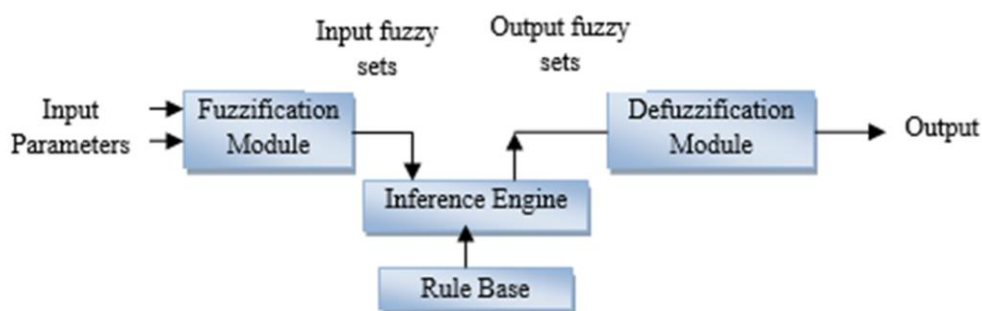 Input fuzzy
sets
Output fuzzy
sets
Input
Parameters
Fuzzification
Module
Defuzzification
Module
Output
Inference Engine
Rule Base